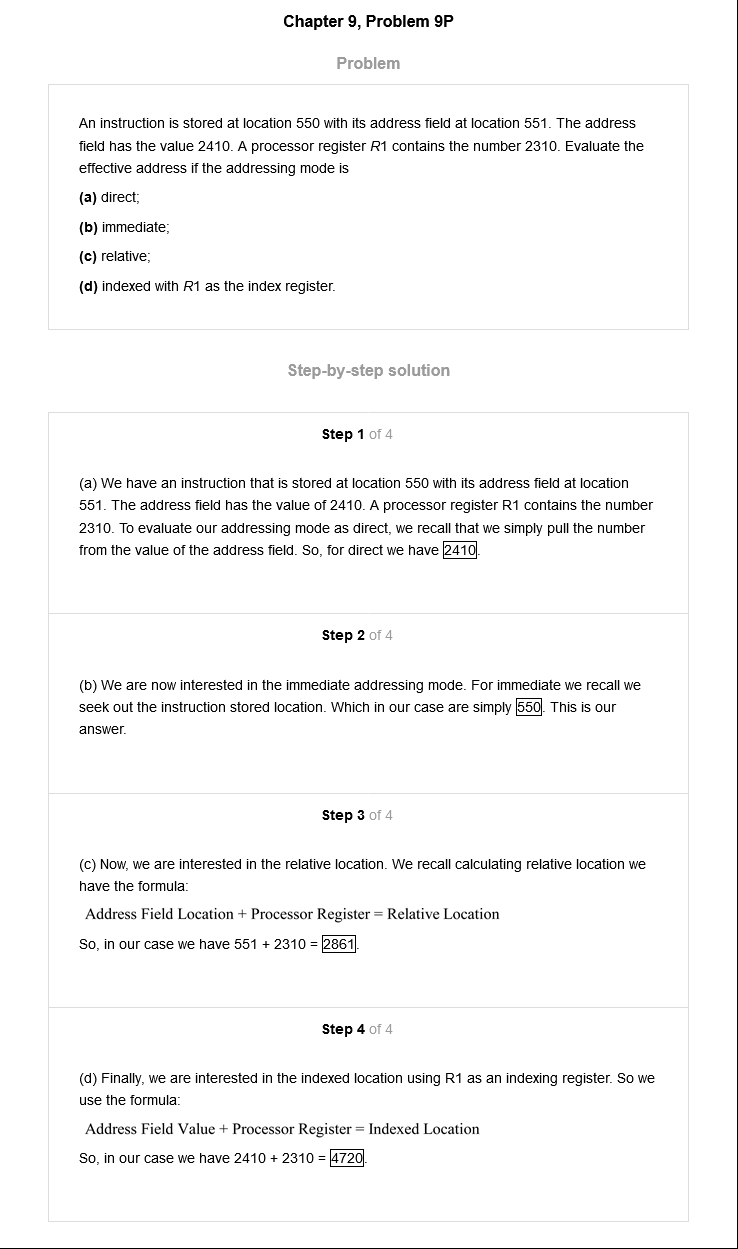 Chapter 9, Problem 9P
Problem
An instruction is stored at location 550 with its address field at location 551. The address
field has the value 2410. A processor register R1 contains the number 2310. Evaluate the
effective address if the addressing mode is
(a) direct;
(b) immediate;
(c) relative;
(d) indexed with R1 as the index register.
Step-by-step solution
Step 1 of 4
(a) We have an instruction that is stored at location 550 with its address field at location
551. The address field has the value of 2410. A processor register R1 contains the number
2310. To evaluate our addressing mode as direct, we recall that we simply pull the number
from the value of the address field. So, for direct we have 2410.
Step 2 of 4
(b) We are now interested in the immediate addressing mode. For immediate we recall we
seek out the instruction stored location. Which in our case are simply 550. This is our
answer.
Step 3 of 4
(c) Now, we are interested in the relative location. We recall calculating relative location we
have the formula:
Address Field Location + Processor Register = Relative Location
So, in our case we have 551 + 2310 = 2861.
Step 4 of 4
(d) Finally, we are interested in the indexed location using R1 as an indexing register. So we
use the formula:
Address Field Value + Processor Register = Indexed Location
So, in our case we have 2410 + 2310 = 4720.